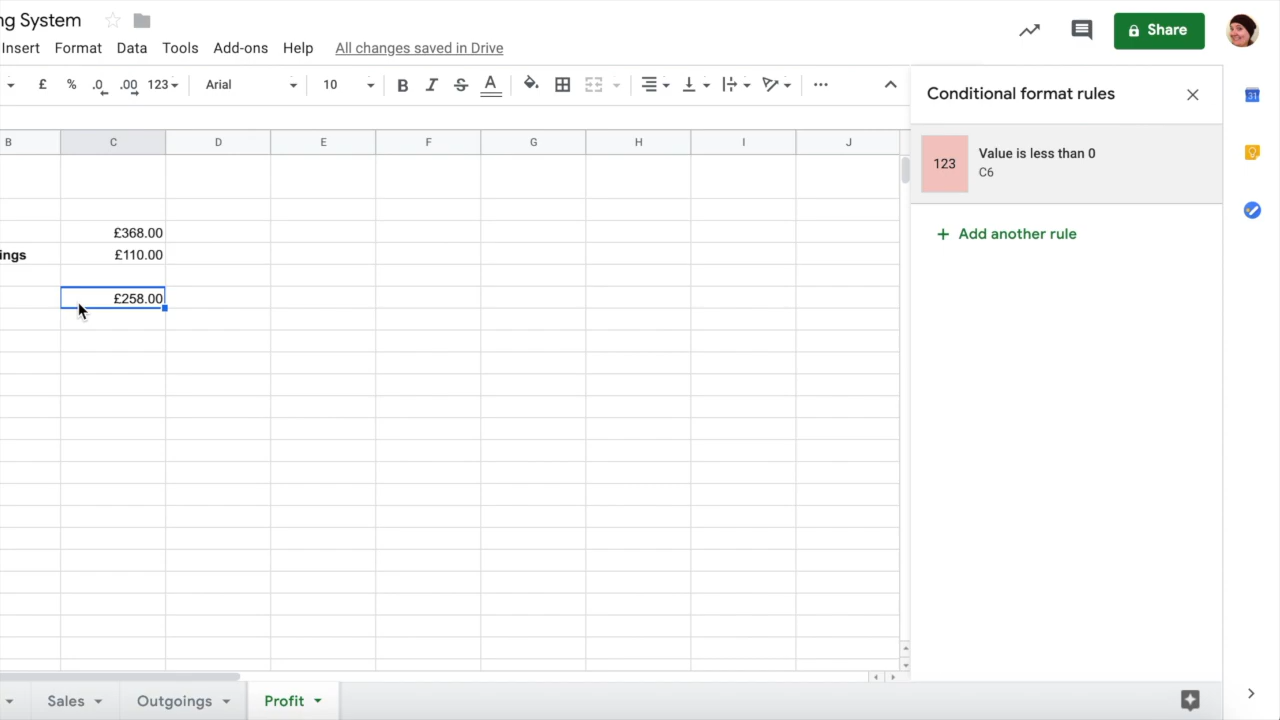 ng System
Insert Format Data Tools Add-ons Help All changes saved in Drive
Share
£ % .0 .00 123 Arial 10 B I S A
Conditional format rules
B C D E F G H I J
123
Value is less than 0
C6
Add another rule
£368.00
ings £110.00
£258.00
Sales Outgoings Profit
31